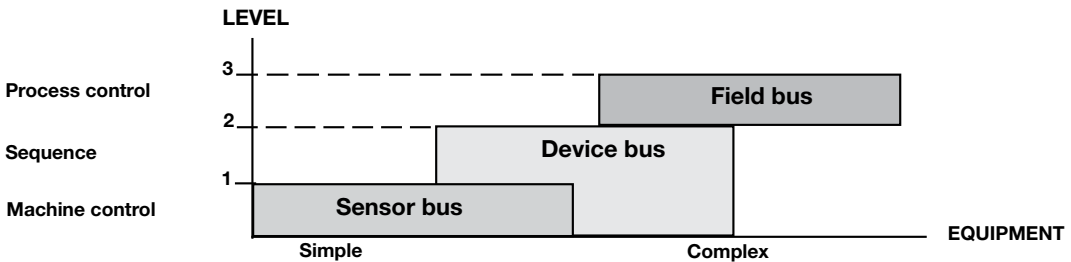 LEVEL
3
Process control
Field bus
2
Sequence
Device bus
1
Machine control
Sensor bus
EQUIPMENT
Simple
Complex